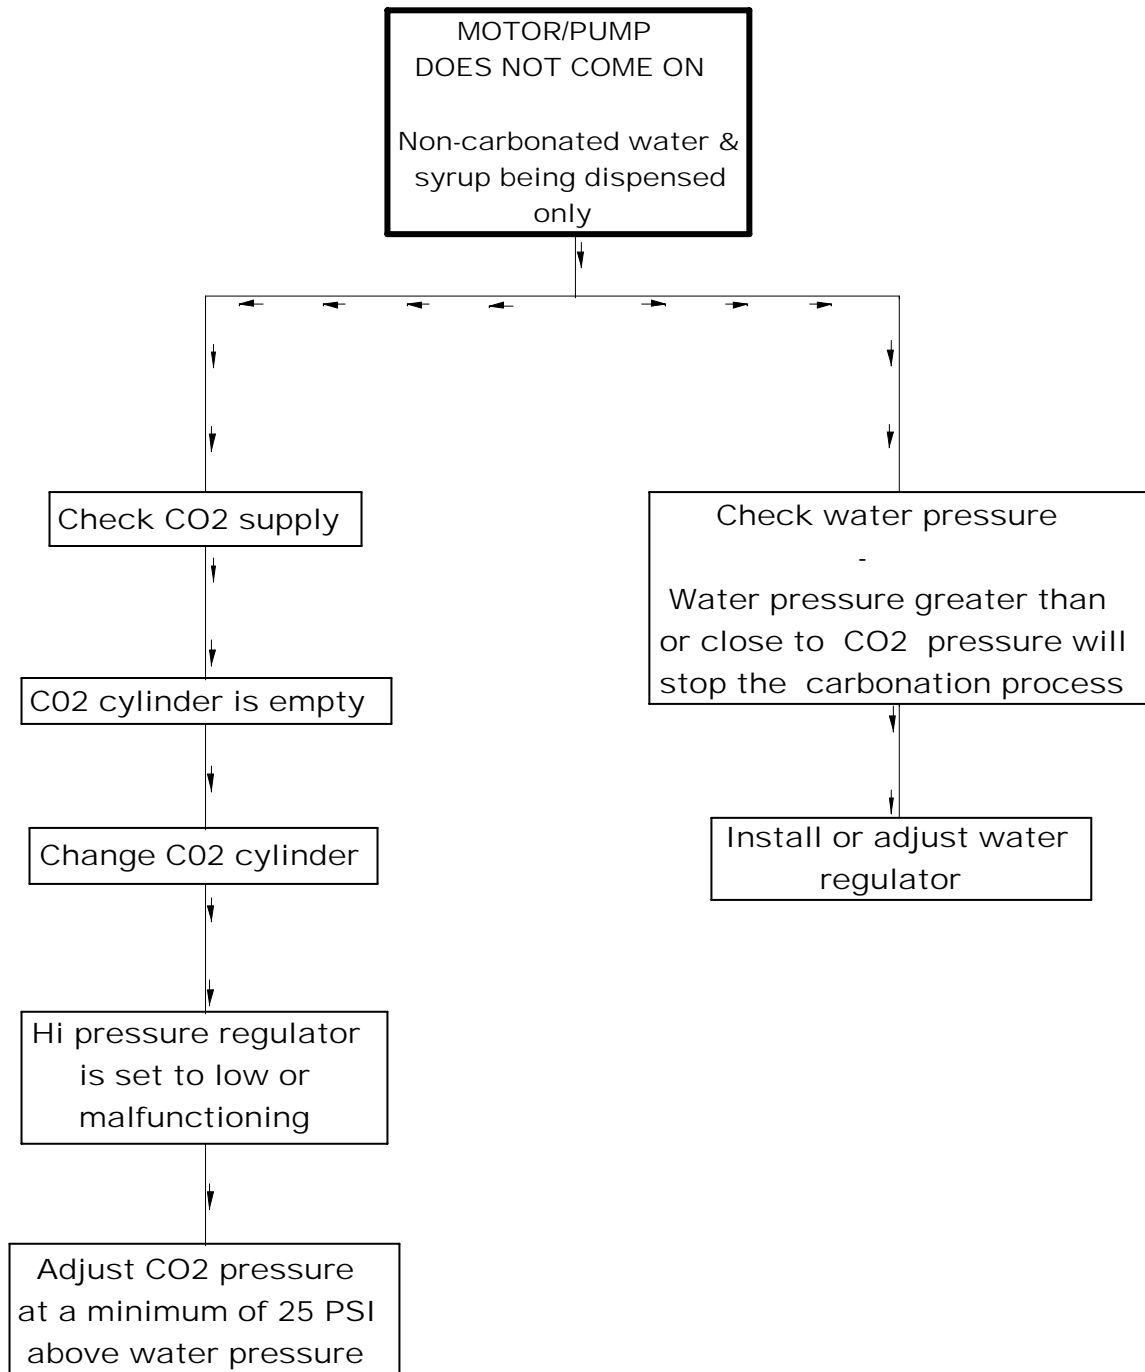 MOTOR/PUMP
DOES NOT COME ON
Non-carbonated water &
syrup being dispensed
only
Check CO2 supply
C02 cylinder is empty
Change C02 cylinder
Hi pressure regulator
is set to low or
malfunctioning
Adjust CO2 pressure
at a minimum of 25 PSI
above water pressure
Check water pressure
-
Water pressure greater than
or close to CO2 pressure will
stop the carbonation process
Install or adjust water
regulator